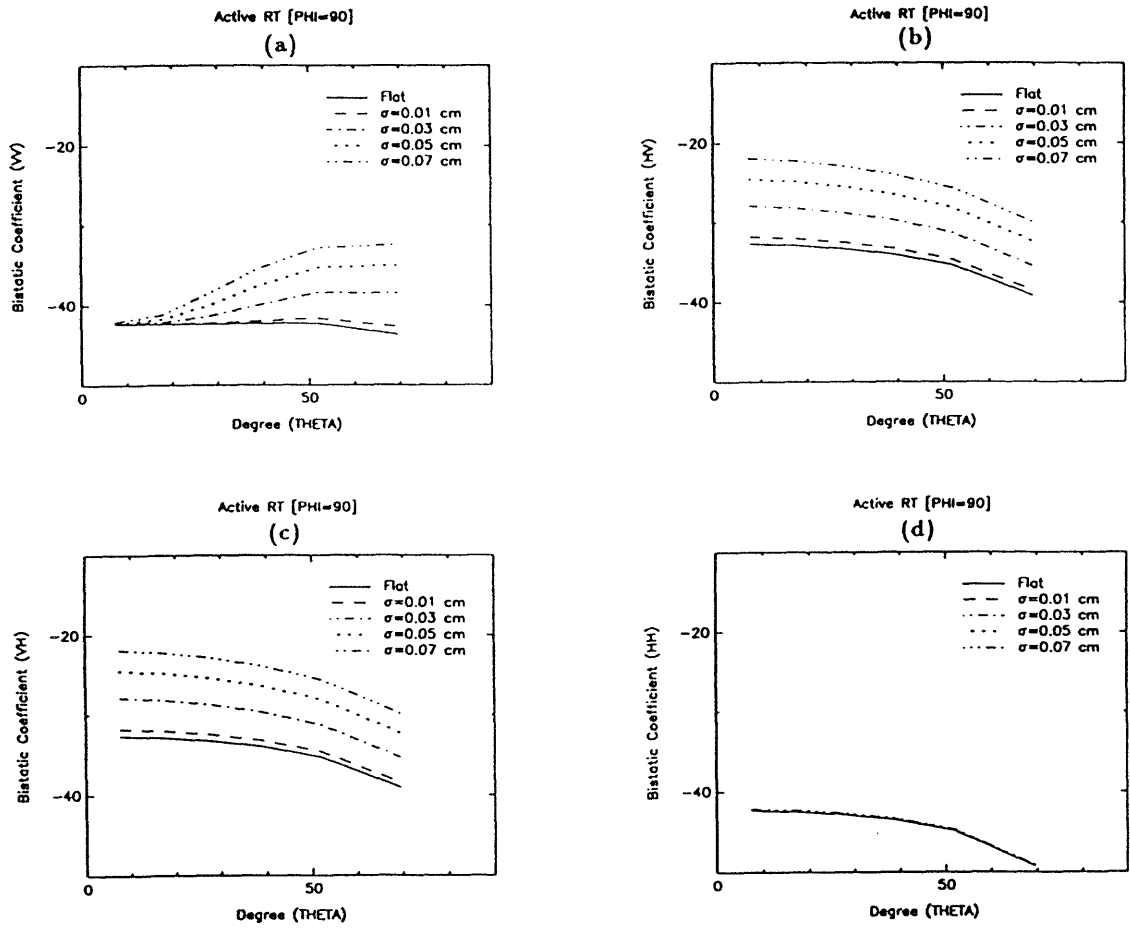 Active RT [PHI=90]
(a)
Flat
σ=0.01 cm
σ=0.03 cm
σ=0.05 cm
σ=0.07 cm
-20
-40
0
50
Bistatic Coefficient (VV)
Degree (THETA)
Active RT [PHI=90]
(b)
Flat
σ=0.01 cm
σ=0.03 cm
σ=0.05 cm
σ=0.07 cm
-20
-40
0
50
Bistatic Coefficient (HV)
Degree (THETA)
Active RT [PHI=90]
(c)
Flat
σ=0.01 cm
σ=0.03 cm
σ=0.05 cm
σ=0.07 cm
-20
-40
0
50
Bistatic Coefficient (VH)
Degree (THETA)
Active RT [PHI=90]
(d)
Flat
σ=0.01 cm
σ=0.03 cm
σ=0.05 cm
σ=0.07 cm
-20
-40
0
50
Bistatic Coefficient (HH)
Degree (THETA)